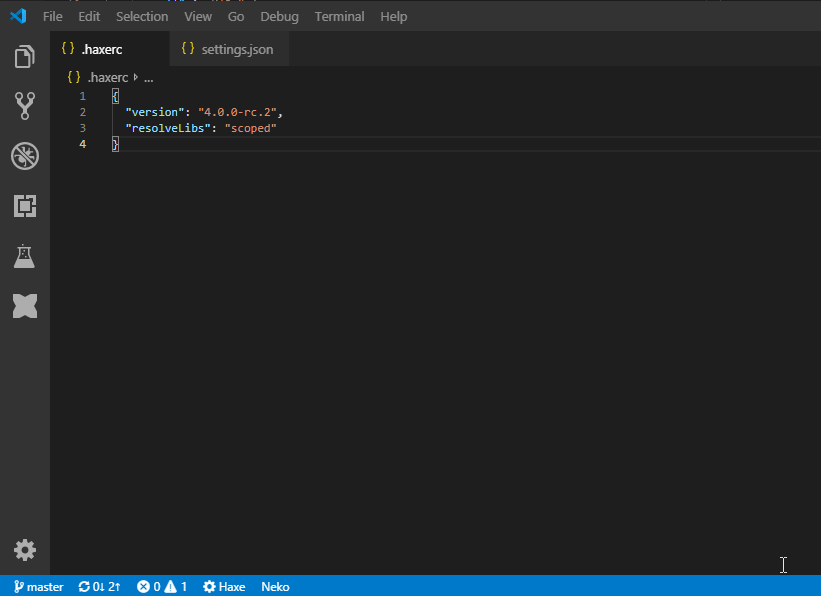 File Edit Selection View Go Debug Terminal Help
{} .haxerc {} settings.json
{} .haxerc ...
1 {
2 "version": "4.0.0-rc.2",
3 "resolveLibs": "scoped"
4 }
master 0↓ 2↑ 0 1 Haxe Neko